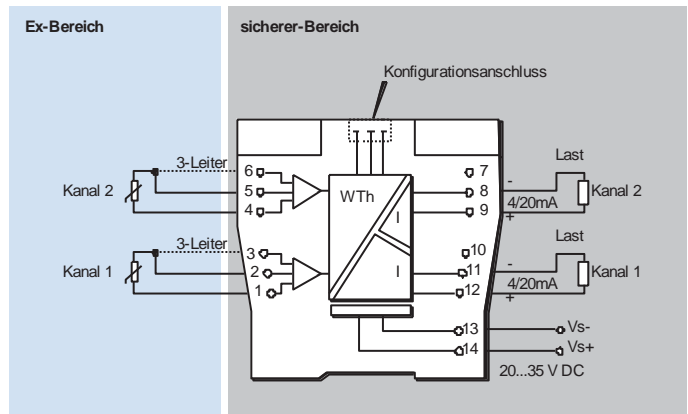 Ex-Bereich
sicherer-Bereich
Konfigurationsanschluss
3-Leiter
6
5
4
Kanal 2
WTh
I
I
7
8
9
-
4/20mA
+
Last
Kanal 2
3-Leiter
3
2
1
Kanal 1
10
11
12
-
4/20mA
+
Last
Kanal 1
13
14
Vs-
Vs+
20...35 V DC